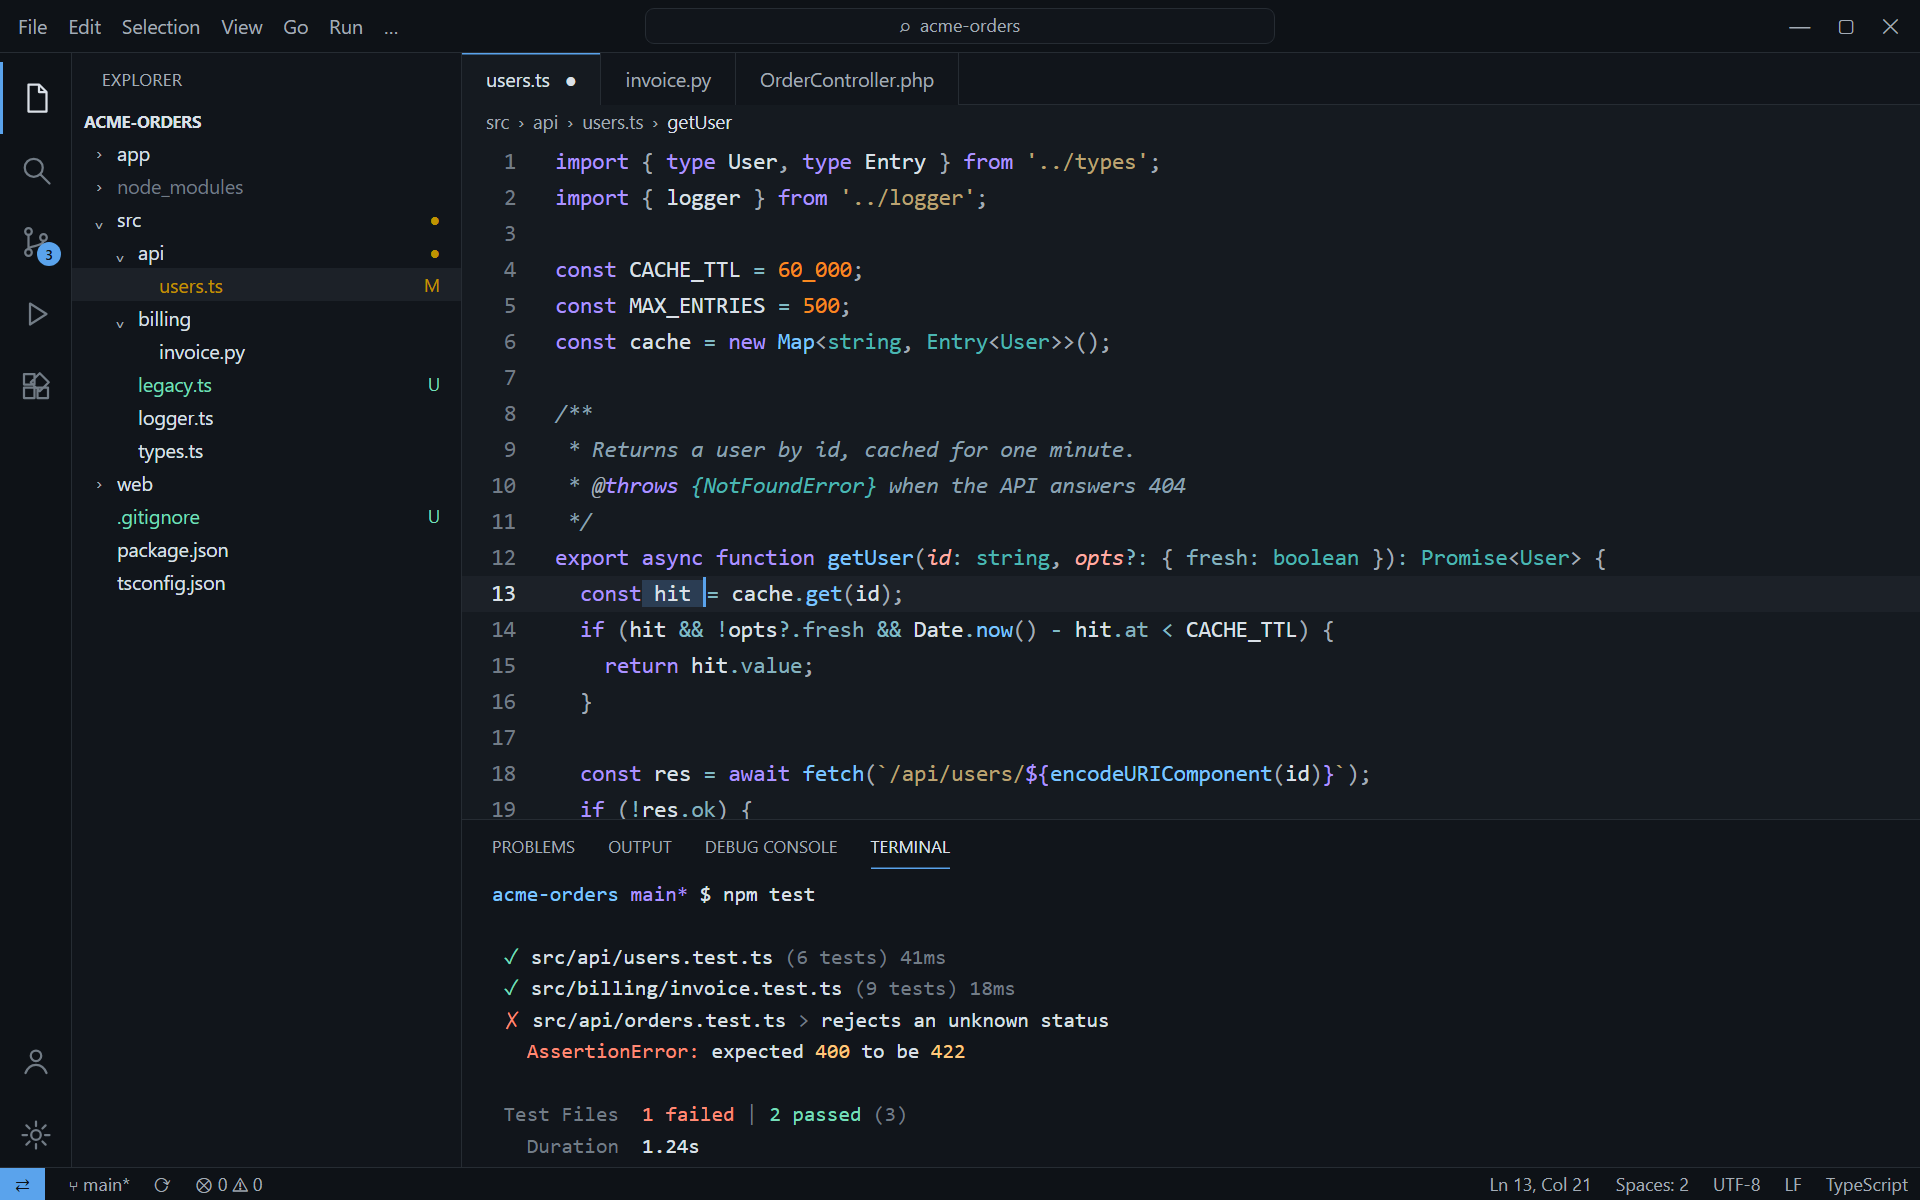 File Edit Selection View Go Run ...
acme-orders
EXPLORER
ACME-ORDERS
app
node_modules
src
api
users.ts M
billing
invoice.py
legacy.ts U
logger.ts
types.ts
web
.gitignore U
package.json
tsconfig.json
3
users.ts ● invoice.py OrderController.php
src › api › users.ts › getUser
1 import { type User, type Entry } from '../types';
2 import { logger } from '../logger';
3
4 const CACHE_TTL = 60_000;
5 const MAX_ENTRIES = 500;
6 const cache = new Map<string, Entry<User>>();
7
8 /**
9 * Returns a user by id, cached for one minute.
10 * @throws {NotFoundError} when the API answers 404
11 */
12 export async function getUser(id: string, opts?: { fresh: boolean }): Promise<User> {
13 const hit = cache.get(id);
14 if (hit && !opts?.fresh && Date.now() - hit.at < CACHE_TTL) {
15 return hit.value;
16 }
17
18 const res = await fetch(`/api/users/${encodeURIComponent(id)}`);
19 if (!res.ok) {
PROBLEMS OUTPUT DEBUG CONSOLE TERMINAL
acme-orders main* $ npm test
✓ src/api/users.test.ts (6 tests) 41ms
✓ src/billing/invoice.test.ts (9 tests) 18ms
✗ src/api/orders.test.ts > rejects an unknown status
AssertionError: expected 400 to be 422
Test Files 1 failed | 2 passed (3)
Duration 1.24s
main* 0 0 Ln 13, Col 21 Spaces: 2 UTF-8 LF TypeScript